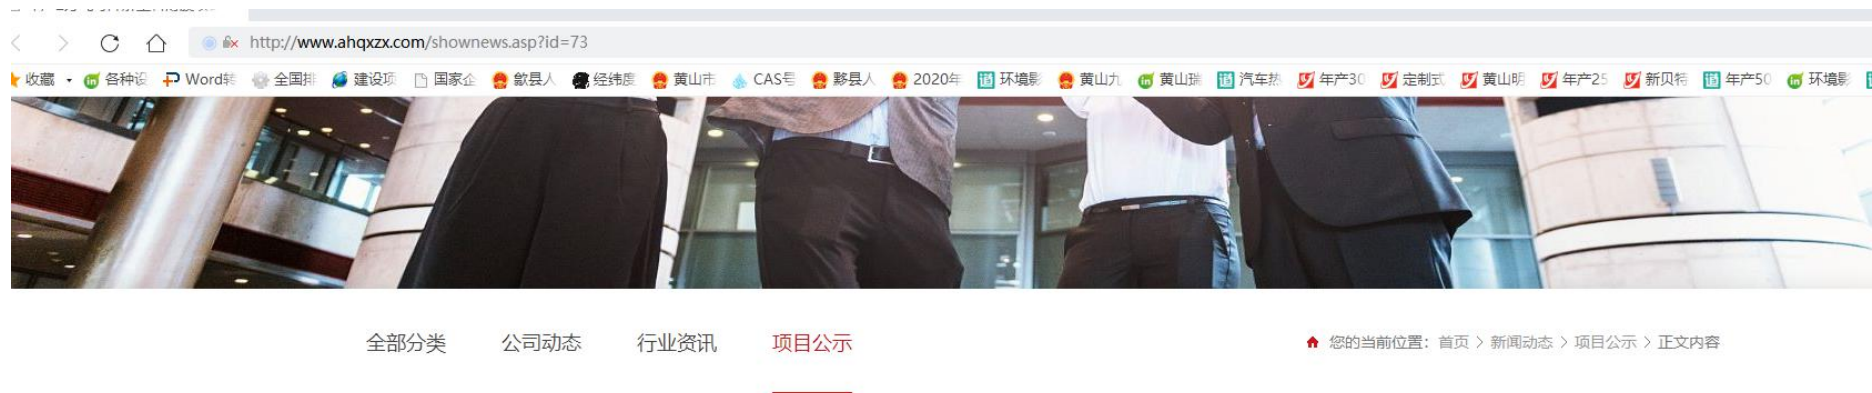 http://www.ahqxzx.com/shownews.asp?id=73
收藏 各种设 Word转 全国排 建设项 国家企 歙县人 经纬度 黄山市 CAS号 黟县人 2020年 环境影 黄山九 黄山瑞 汽车热 年产30 定制式 黄山明 年产25 新贝特 年产50 环境影
全部分类 公司动态 行业资讯 项目公示 您的当前位置：首页 > 新闻动态 > 项目公示 > 正文内容